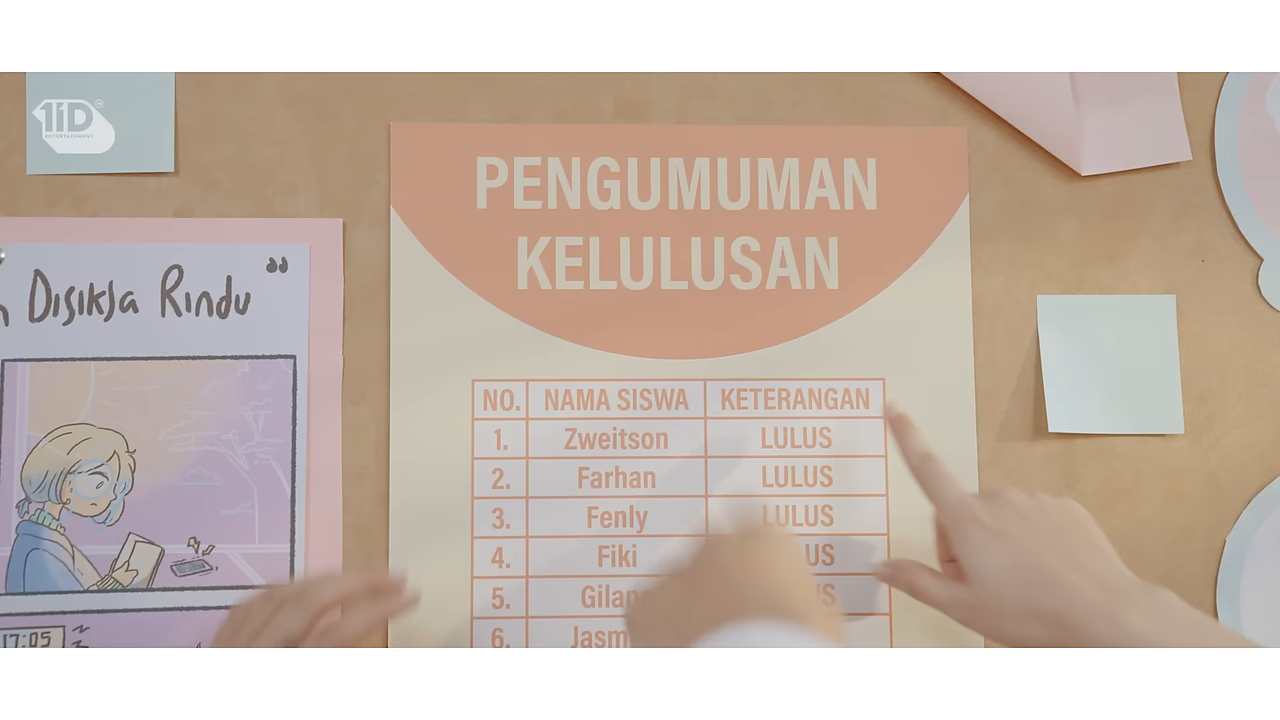 1iD
ENTERTAINMENT
Disiksa Rindu"
17:05
PENGUMUMAN
KELULUSAN
NO. NAMA SISWA KETERANGAN
1. Zweitson LULUS
2. Farhan LULUS
3. Fenly LULUS
4. Fiki
5.
6.